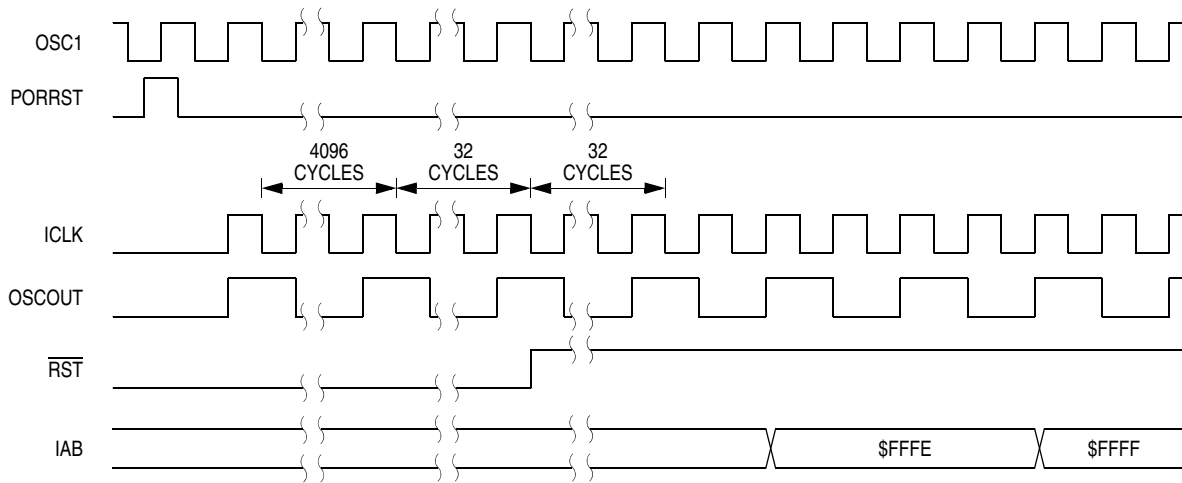 OSC1
PORRST
4096
CYCLES
32
CYCLES
32
CYCLES
ICLK
OSCOUT
RST
IAB
$FFFE
$FFFF